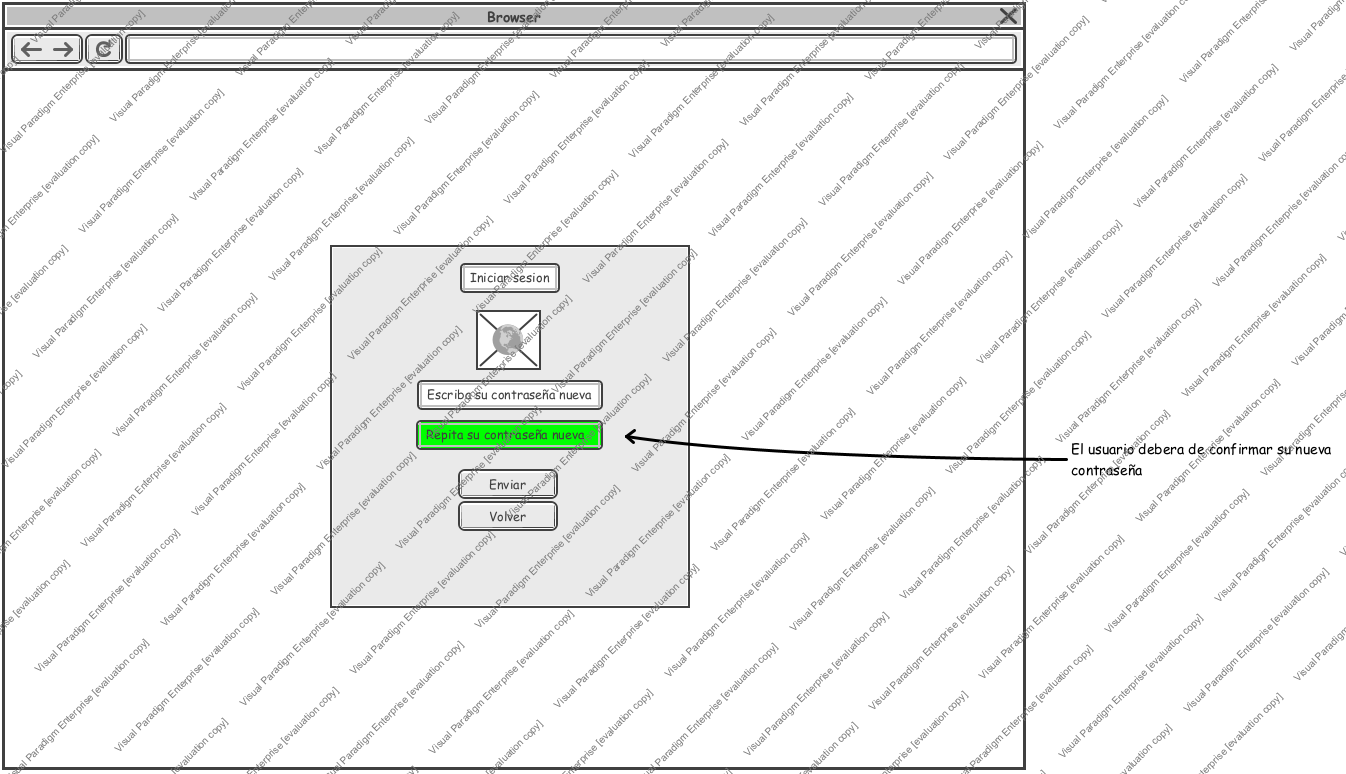 Browser
Iniciar sesion
Escriba su contraseña nueva
Repita su contraseña nueva
Enviar
Volver
El usuario debera de confirmar su nueva
contraseña
Visual Paradigm Enterprise [evaluation copy]